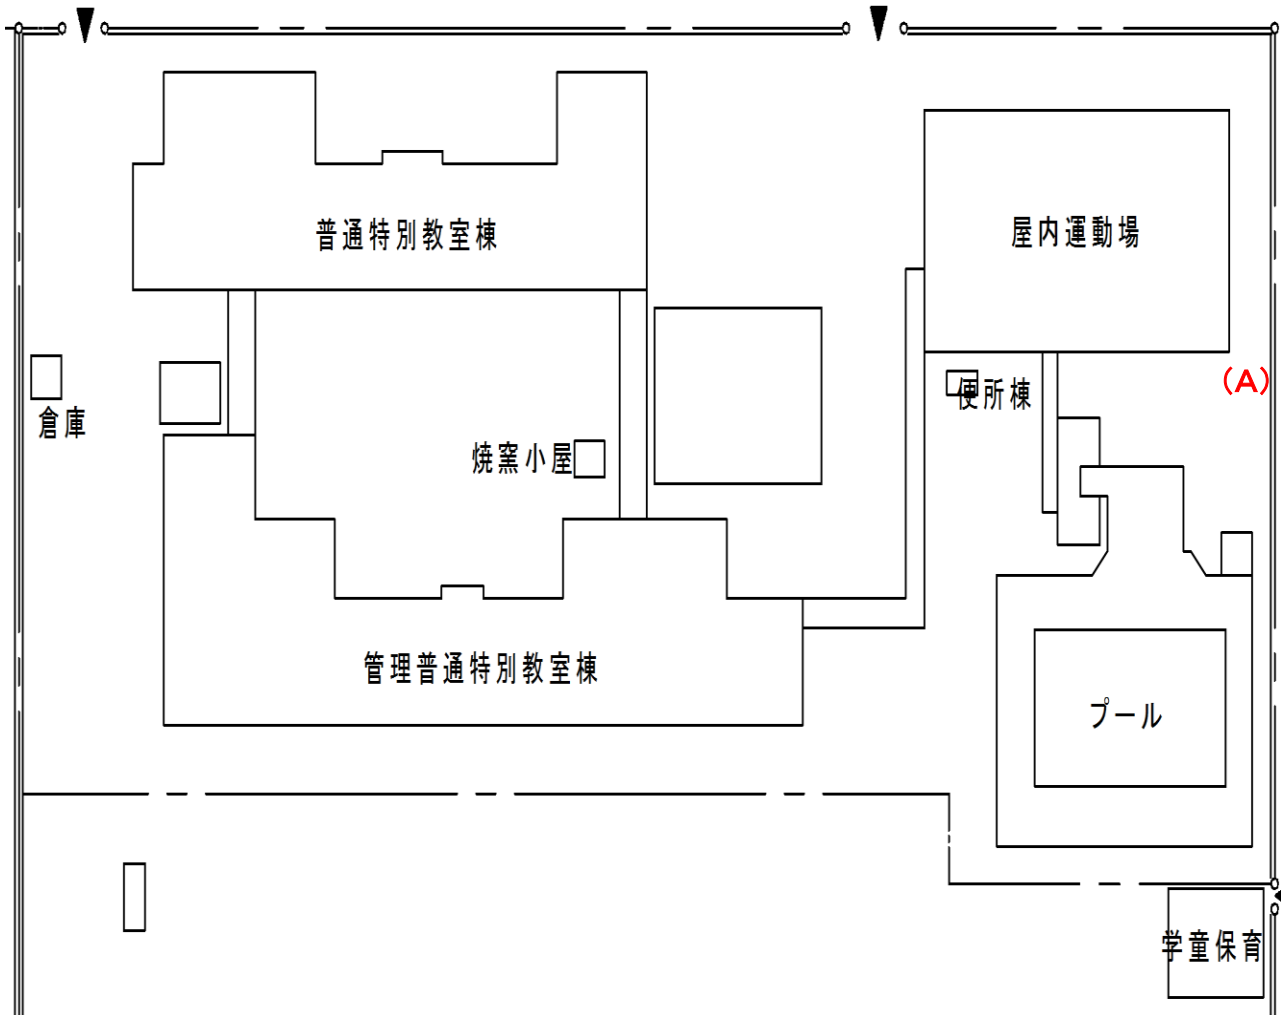 普通特別教室棟
屋内運動場
(A)
便所棟
倉庫
焼窯小屋
管理普通特別教室棟
プール
学童保育